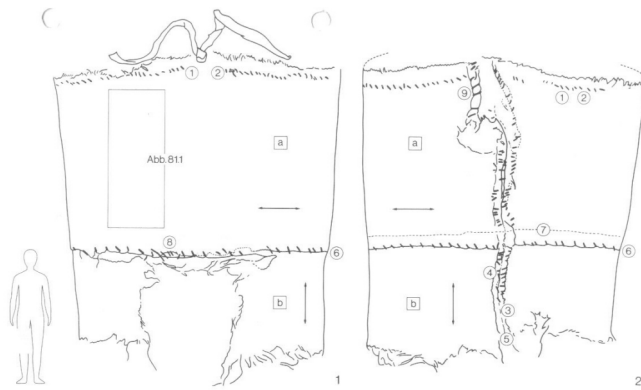 ① ② 
Abb. 81.1
a
⑧
⑥
b
1
⑨
① ②
a
⑦
⑥
④
b
③
⑤
2